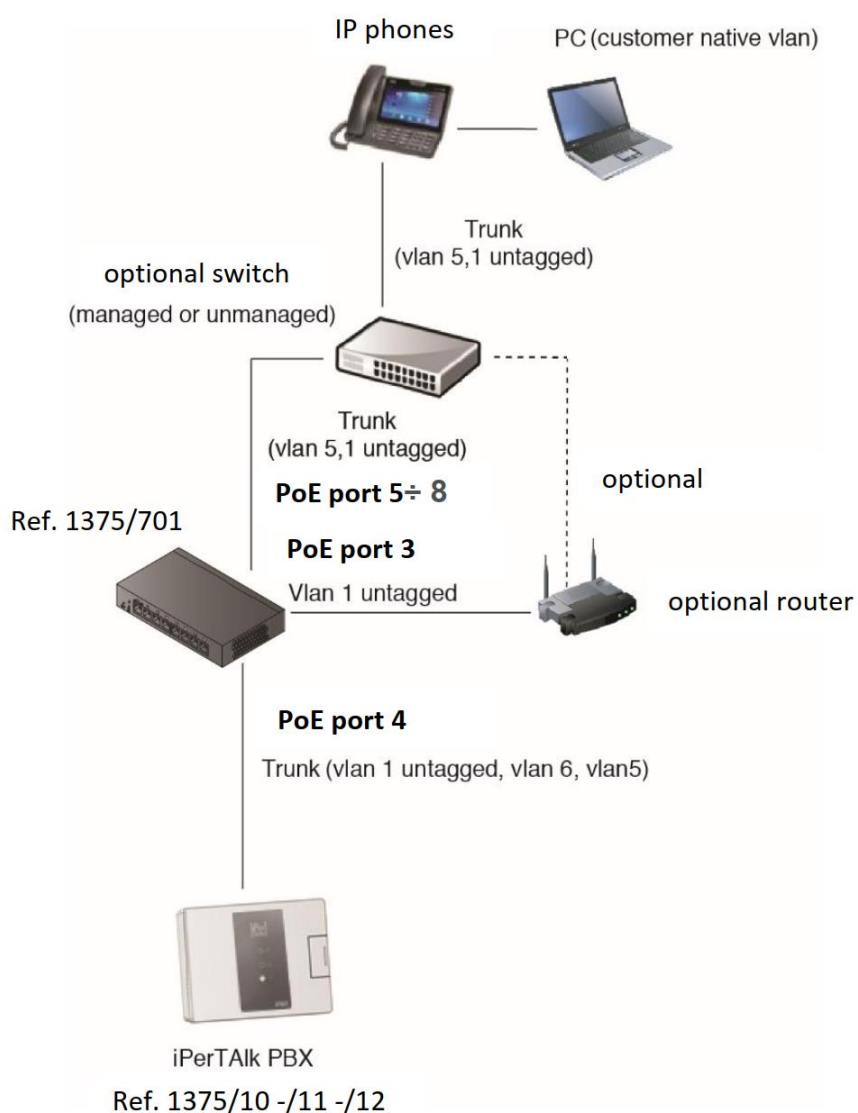 IP phones
PC (customer native vlan)
Trunk
(vlan 5,1 untagged)
optional switch
(managed or unmanaged)
Trunk
(vlan 5,1 untagged)
PoE port 5÷ 8
optional
Ref. 1375/701
PoE port 3
Vlan 1 untagged
optional router
PoE port 4
Trunk (vlan 1 untagged, vlan 6, vlan5)
iPerTAlk PBX
Ref. 1375/10 -/11 -/12